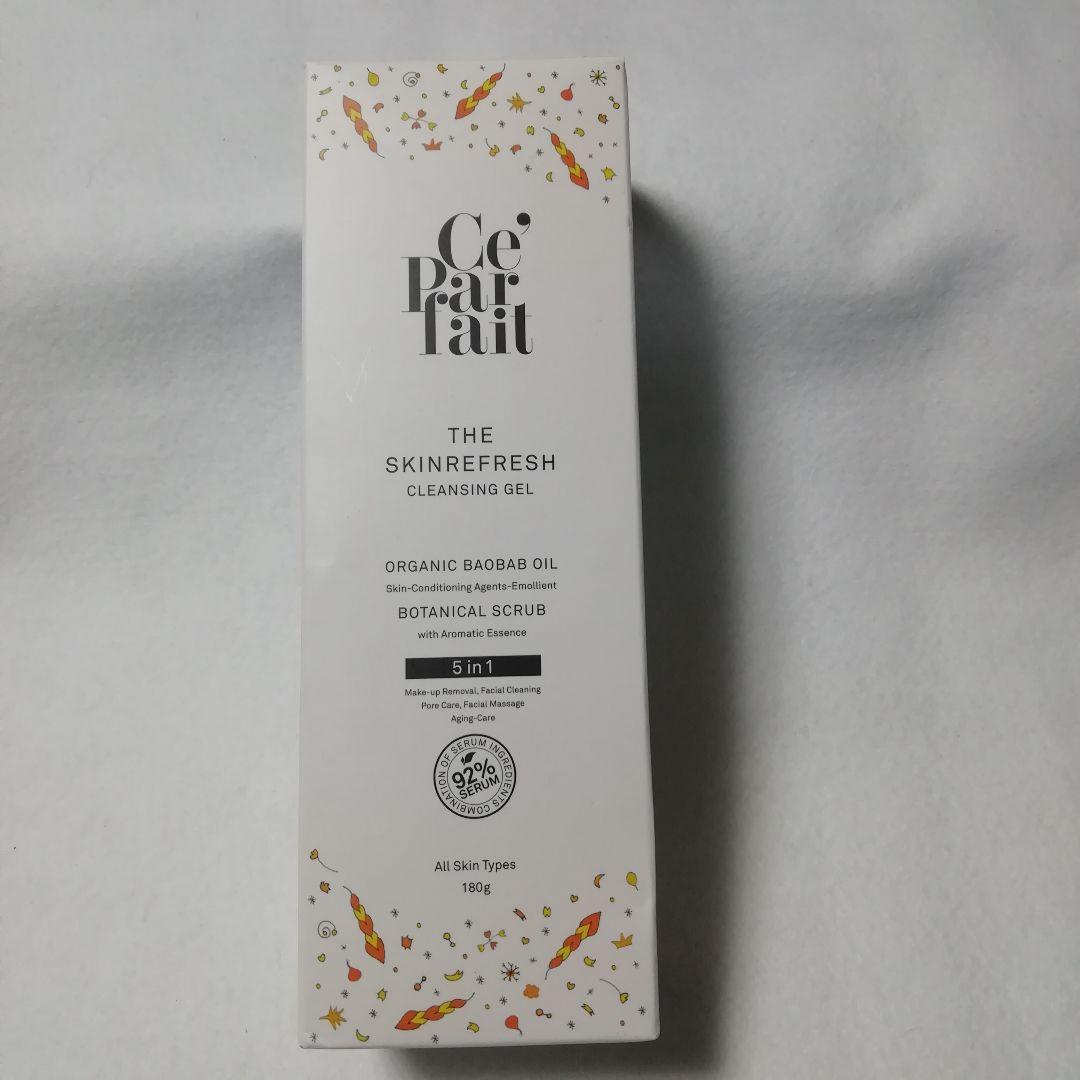 Ce'
Par
fait
THE
SKINREFRESH
CLEANSING GEL
ORGANIC BAOBAB OIL
Skin-Conditioning Agents-Emollient
BOTANICAL SCRUB
with Aromatic Essence
5 in 1
Make-up Removal, Facial Cleaning
Pore Care, Facial Massage
Aging-Care
COMBINATION OF SERUM INGREDIENTS
92%
SERUM
All Skin Types
180g